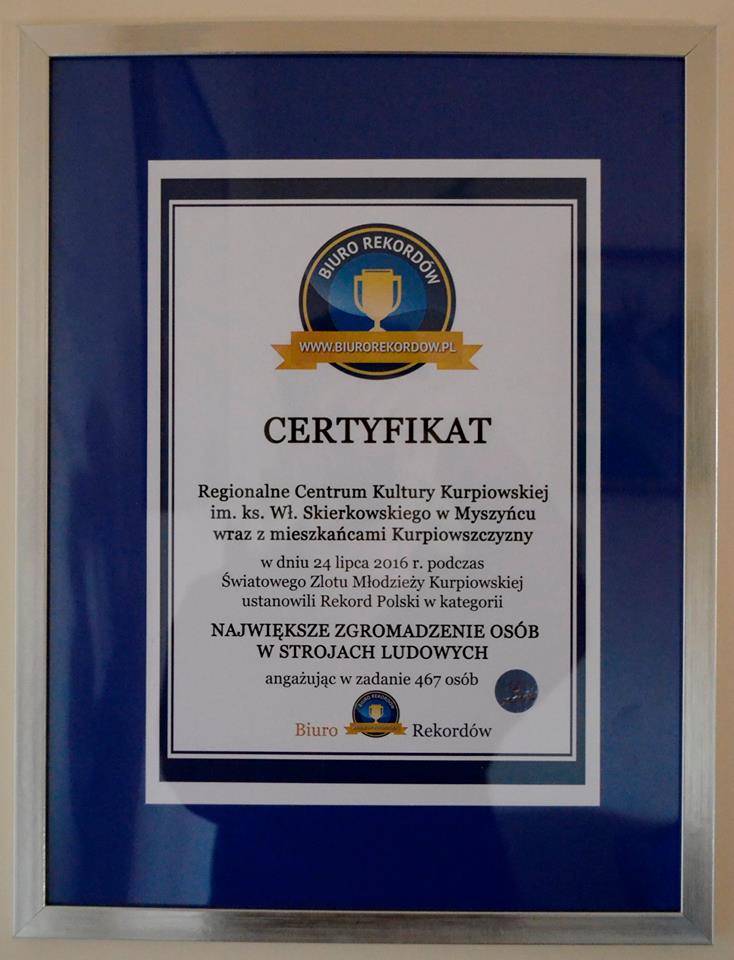 BIURO REKORDÓW
WWW.BIUROREKORDOW.PL
CERTYFIKAT
Regionalne Centrum Kultury Kurpiowskiej
im. ks. Wł. Skierkowskiego w Myszyńcu
wraz z mieszkańcami Kurpiowszczyzny
w dniu 24 lipca 2016 r. podczas
Światowego Zlotu Młodzieży Kurpiowskiej
ustanowili Rekord Polski w kategorii
NAJWIĘKSZE ZGROMADZENIE OSÓB
W STROJACH LUDOWYCH
angażując w zadanie 467 osób
BIURO REKORDÓW
Biuro Rekordów